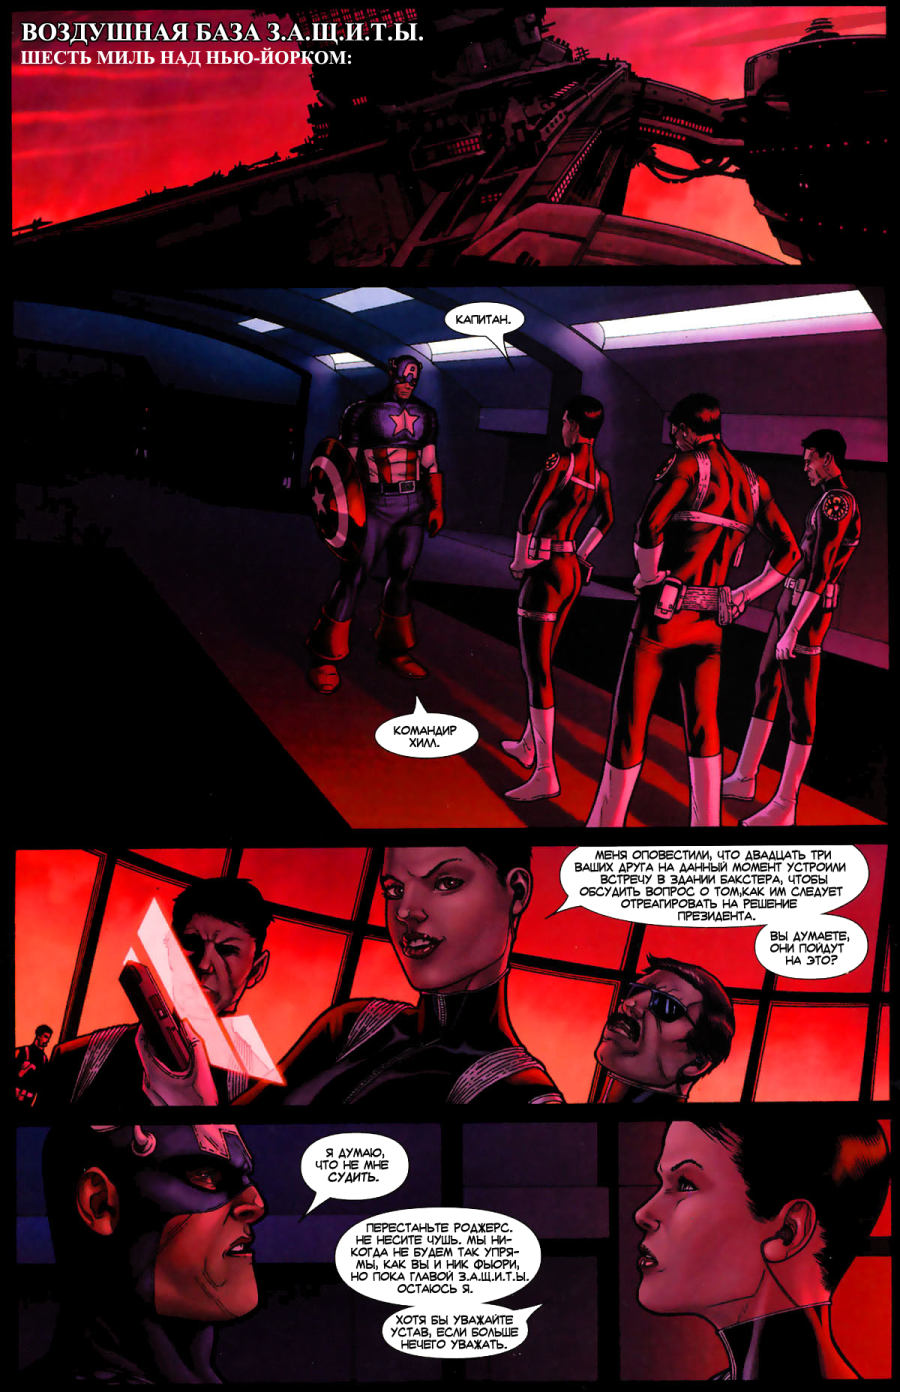 ВОЗДУШНАЯ БАЗА З.А.Щ.И.Т.Ы.
ШЕСТЬ МИЛЬ НАД НЬЮ-ЙОРКОМ:
КАПИТАН.
A
КОМАНДИР
ХИЛЛ.
МЕНЯ ОПОВЕСТИЛИ, ЧТО ДВАДЦАТЬ ТРИ
ВАШИХ ДРУГА НА ДАННЫЙ МОМЕНТ УСТРОИЛИ
ВСТРЕЧУ В ЗДАНИИ БАКСТЕРА, ЧТОБЫ
ОБСУДИТЬ ВОПРОС О ТОМ,КАК ИМ СЛЕДУЕТ
ОТРЕАГИРОВАТЬ НА РЕШЕНИЕ
ПРЕЗИДЕНТА.
ВЫ ДУМАЕТЕ,
ОНИ ПОЙДУТ
НА ЭТО?
Я ДУМАЮ,
ЧТО НЕ МНЕ
СУДИТЬ.
ПЕРЕСТАНЬТЕ РОДЖЕРС.
НЕ НЕСИТЕ ЧУШЬ. МЫ НИ-
КОГДА НЕ БУДЕМ ТАК УПРЯ-
МЫ, КАК ВЫ И НИК ФЬЮРИ,
НО ПОКА ГЛАВОЙ З.А.Щ.И.Т.Ы.
ОСТАЮСЬ Я.
ХОТЯ БЫ УВАЖАЙТЕ
УСТАВ, ЕСЛИ БОЛЬШЕ
НЕЧЕГО УВАЖАТЬ.